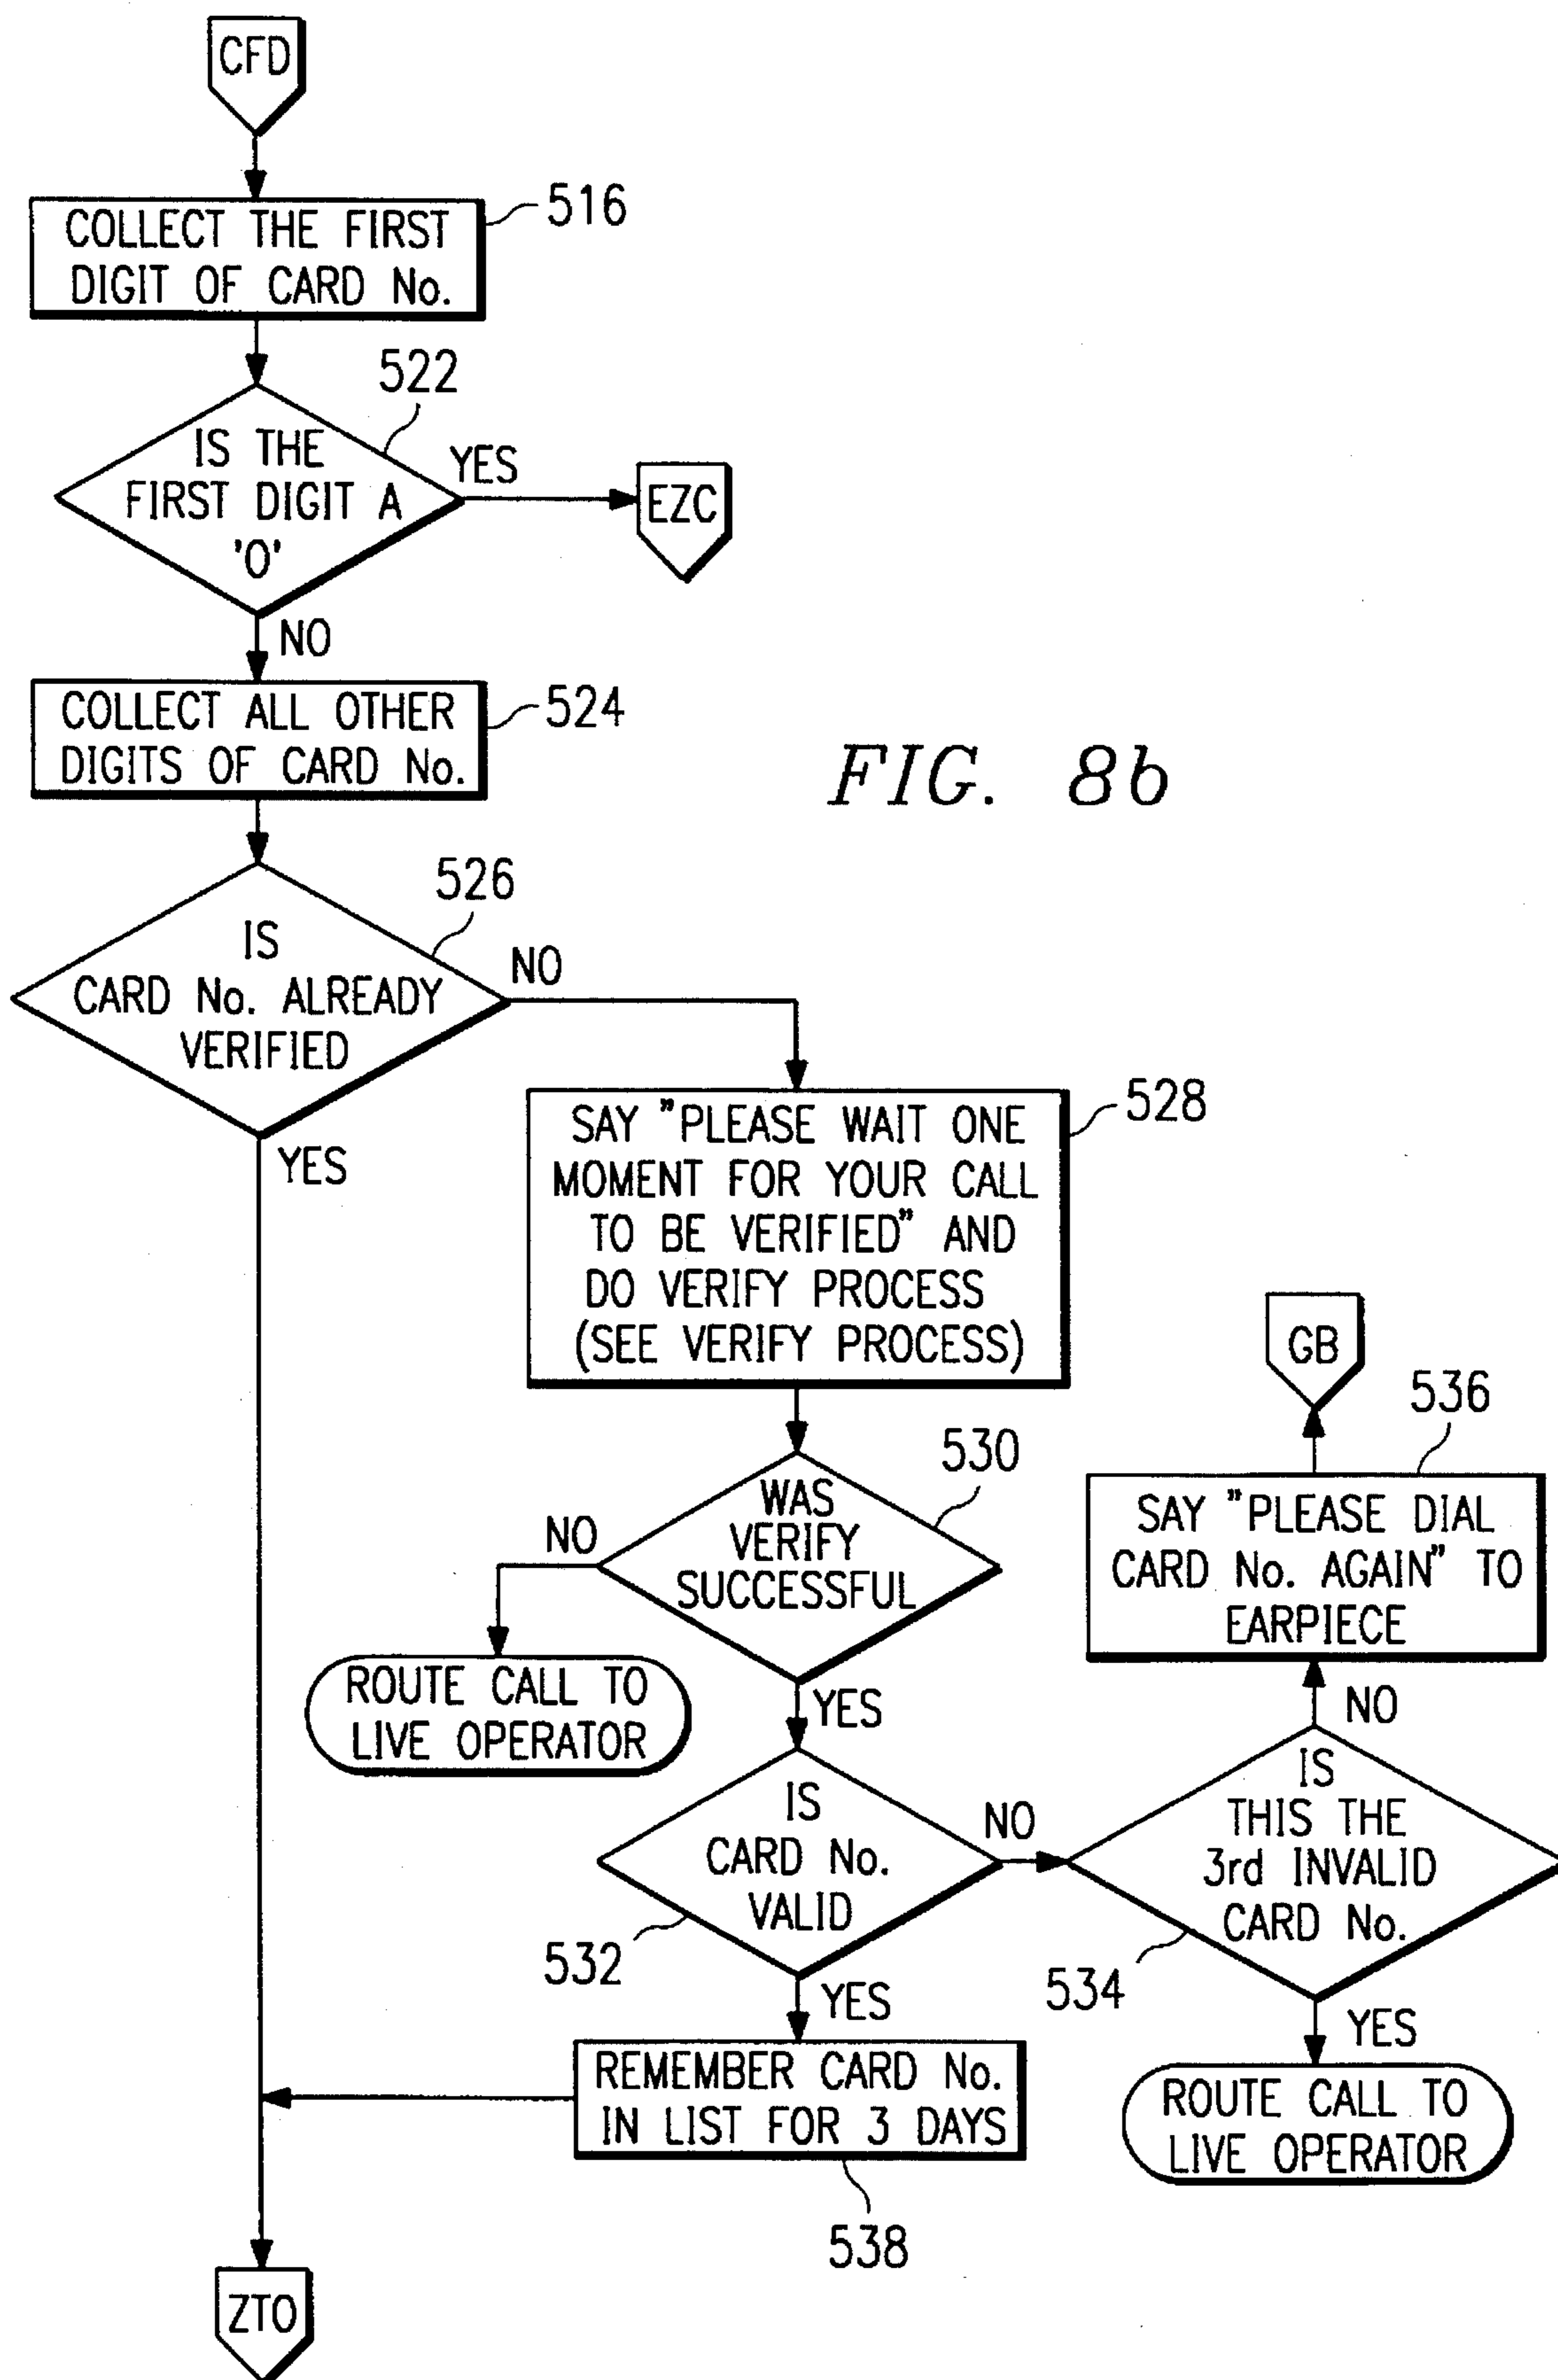 CFD
516
COLLECT THE FIRST
DIGIT OF CARD No.
522
IS THE
FIRST DIGIT A
'0'
YES
EZC
NO
COLLECT ALL OTHER
DIGITS OF CARD No.
524
FIG. 8b
526
IS
CARD No. ALREADY
VERIFIED
NO
YES
528
SAY "PLEASE WAIT ONE
MOMENT FOR YOUR CALL
TO BE VERIFIED" AND
DO VERIFY PROCESS
(SEE VERIFY PROCESS)
530
WAS
VERIFY
SUCCESSFUL
NO
ROUTE CALL TO
LIVE OPERATOR
YES
IS
CARD No.
VALID
532
NO
GB
536
SAY "PLEASE DIAL
CARD No. AGAIN" TO
EARPIECE
NO
IS
THIS THE
3rd INVALID
CARD No.
534
YES
ROUTE CALL TO
LIVE OPERATOR
YES
REMEMBER CARD No.
IN LIST FOR 3 DAYS
538
ZTO